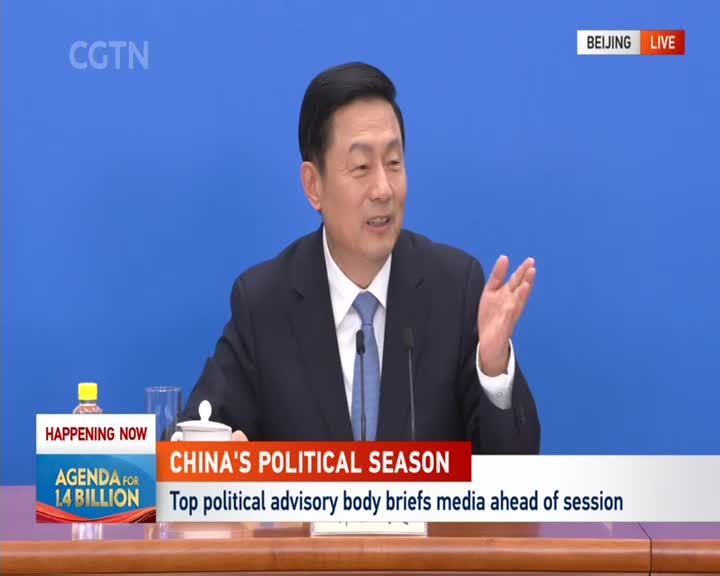 CGTN
BEIJING LIVE
HAPPENING NOW
AGENDA FOR
1.4 BILLION
CHINA'S POLITICAL SEASON
Top political advisory body briefs media ahead of session